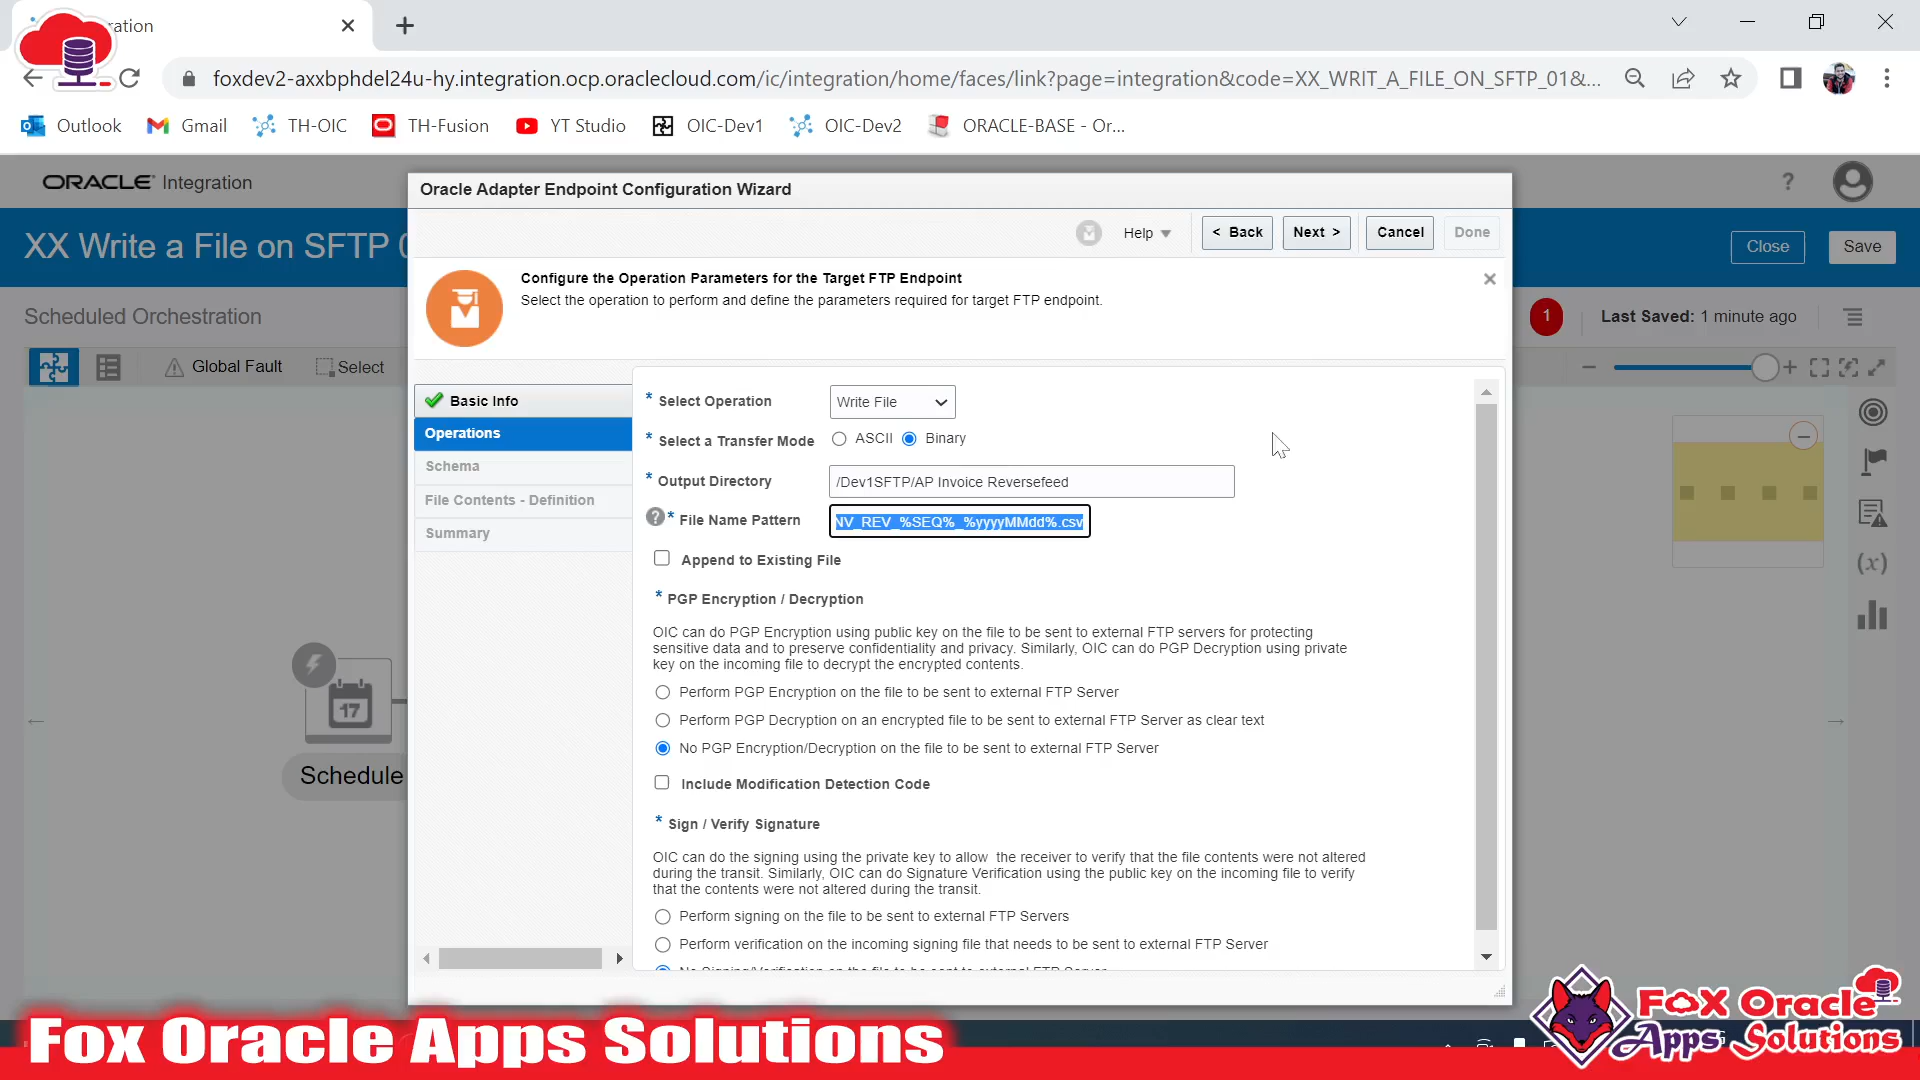 ration
foxdev2-axxbphdel24u-hy.integration.ocp.oraclecloud.com/ic/integration/home/faces/link?page=integration&code=XX_WRIT_A_FILE_ON_SFTP_01&...
Outlook Gmail TH-OIC TH-Fusion YT Studio OIC-Dev1 OIC-Dev2 ORACLE-BASE - Or...
ORACLE Integration
Oracle Adapter Endpoint Configuration Wizard
Help < Back Next > Cancel Done
XX Write a File on SFTP
Close Save
Configure the Operation Parameters for the Target FTP Endpoint
Select the operation to perform and define the parameters required for target FTP endpoint.
Scheduled Orchestration
1 Last Saved: 1 minute ago
Global Fault Select
Basic Info
Operations
Schema
File Contents - Definition
Summary
* Select Operation Write File
* Select a Transfer Mode ASCII Binary
* Output Directory /Dev1SFTP/AP Invoice Reversefeed
?* File Name Pattern NV_REV_%SEQ%_%yyyyMMdd%.csv
Append to Existing File
* PGP Encryption / Decryption
OIC can do PGP Encryption using public key on the file to be sent to external FTP servers for protecting
sensitive data and to preserve confidentiality and privacy. Similarly, OIC can do PGP Decryption using private
key on the incoming file to decrypt the encrypted contents.
Perform PGP Encryption on the file to be sent to external FTP Server
Perform PGP Decryption on an encrypted file to be sent to external FTP Server as clear text
No PGP Encryption/Decryption on the file to be sent to external FTP Server
Include Modification Detection Code
* Sign / Verify Signature
OIC can do the signing using the private key to allow the receiver to verify that the file contents were not altered
during the transit. Similarly, OIC can do Signature Verification using the public key on the incoming file to verify
that the contents were not altered during the transit.
Perform signing on the file to be sent to external FTP Servers
Perform verification on the incoming signing file that needs to be sent to external FTP Server
17
Schedule
(x)
Fox Oracle Apps Solutions
Fox Oracle
Apps Solutions